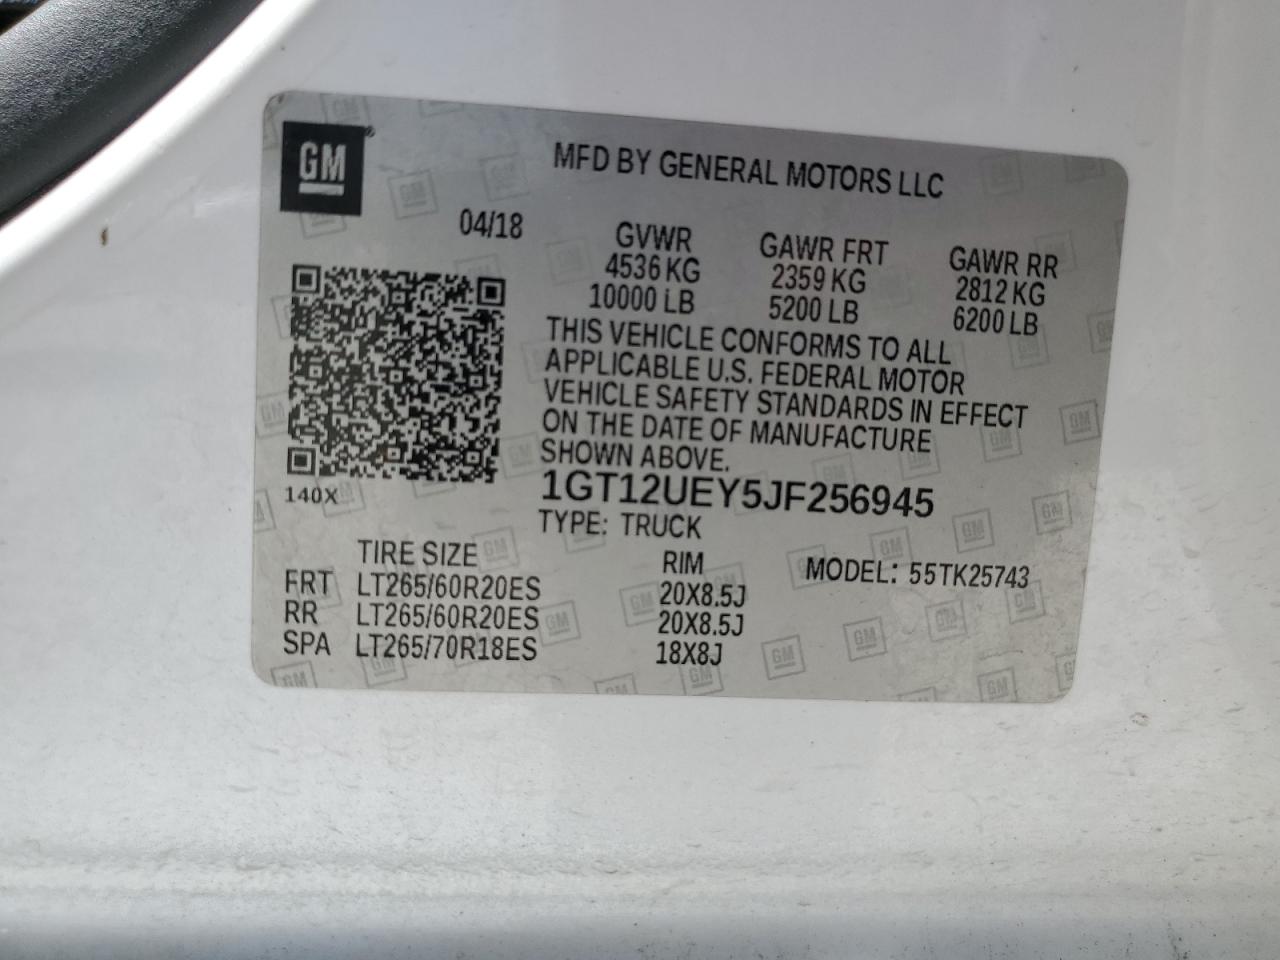 GM
MFD BY GENERAL MOTORS LLC
04/18
GVWR GAWR FRT GAWR RR
4536 KG 2359 KG 2812 KG
10000 LB 5200 LB 6200 LB
THIS VEHICLE CONFORMS TO ALL
APPLICABLE U.S. FEDERAL MOTOR
VEHICLE SAFETY STANDARDS IN EFFECT
ON THE DATE OF MANUFACTURE
SHOWN ABOVE.
140X
1GT12UEY5JF256945
TYPE: TRUCK
TIRE SIZE RIM MODEL: 55TK25743
FRT LT265/60R20ES 20X8.5J
RR LT265/60R20ES 20X8.5J
SPA LT265/70R18ES 18X8J